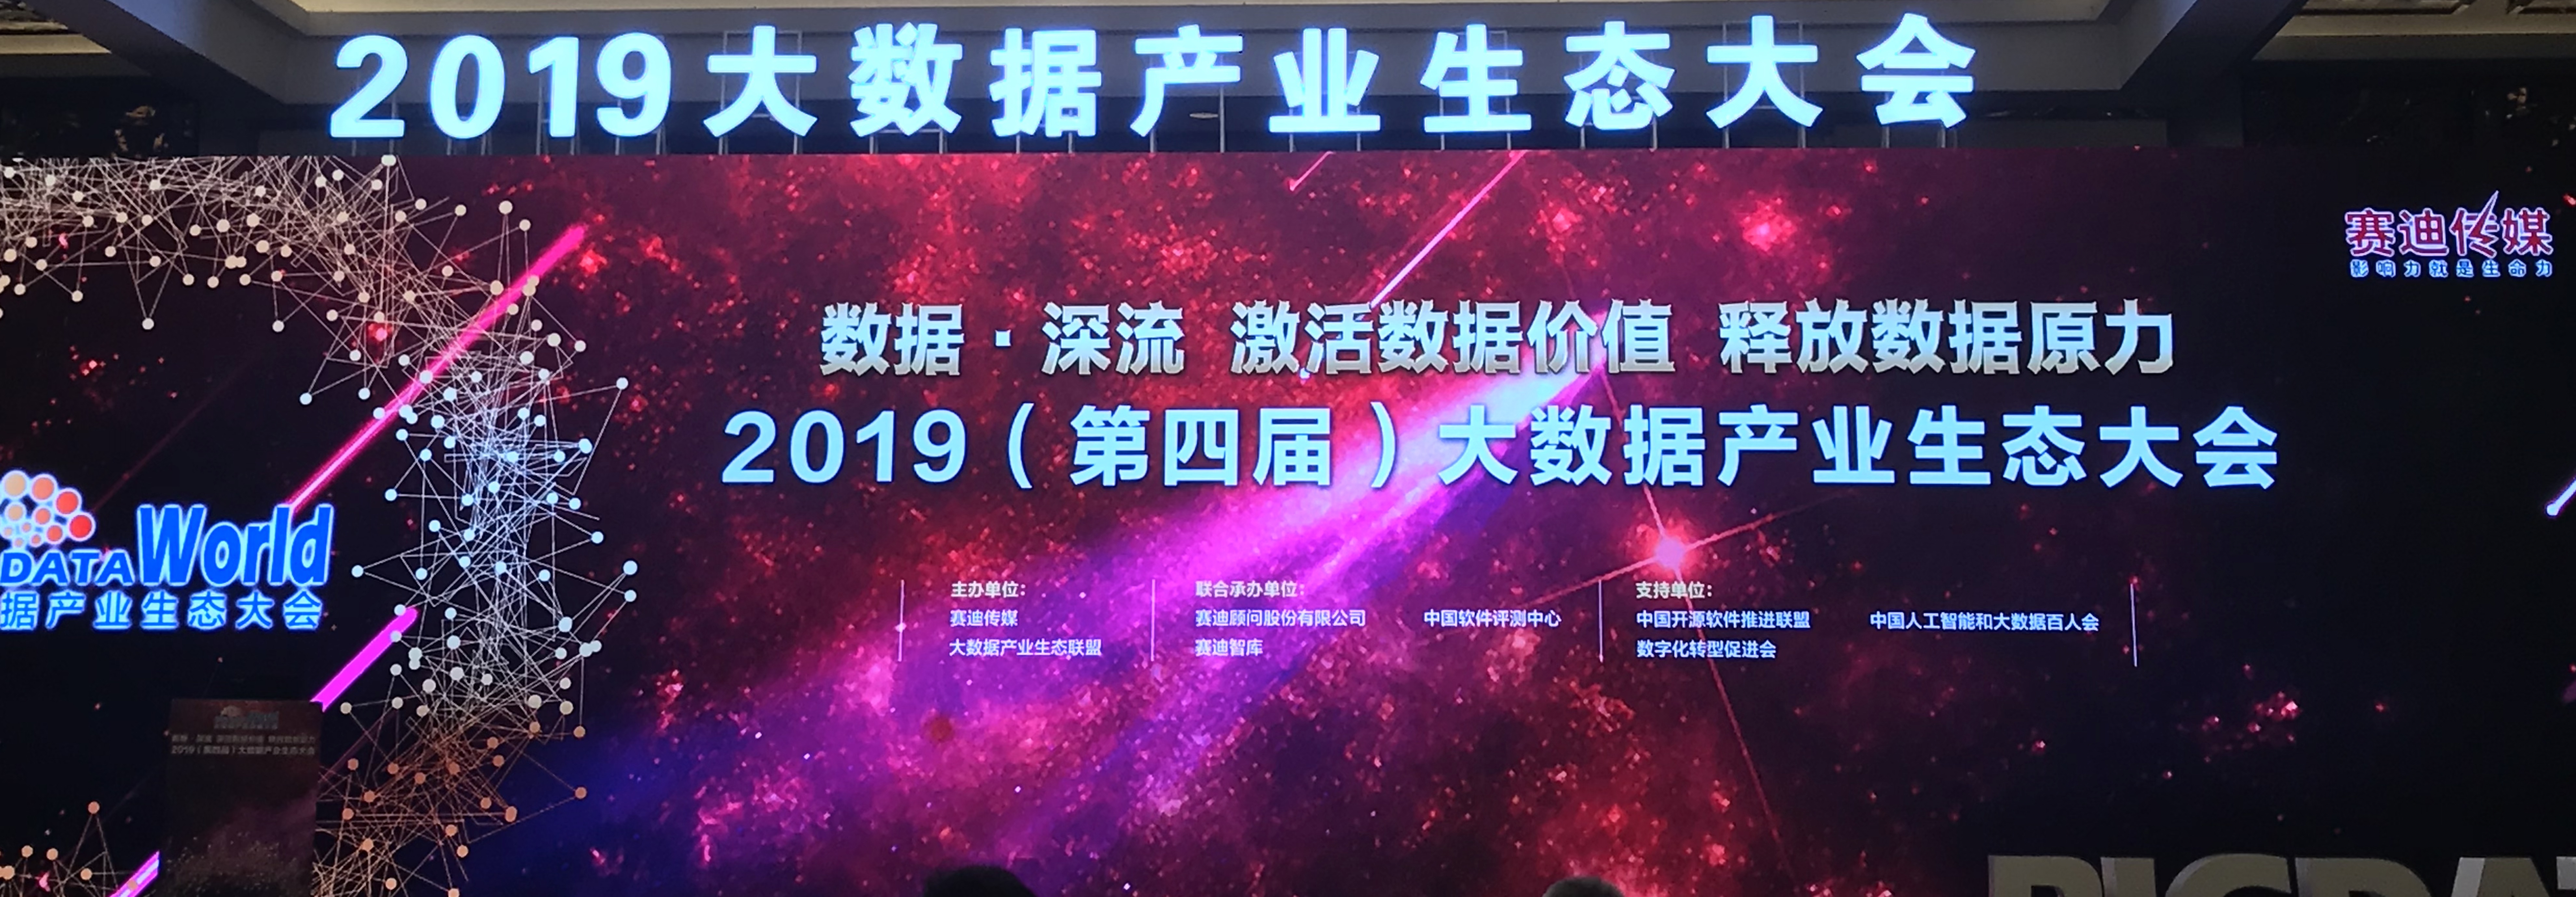 2019大数据产业生态大会
赛迪传媒
影响力就是生命力
数据·深流 激活数据价值 释放数据原力
2019（第四届）大数据产业生态大会
DATA World
据产业生态大会
主办单位：
赛迪传媒
大数据产业生态联盟
联合承办单位：
赛迪顾问股份有限公司 中国软件评测中心
赛迪智库
支持单位：
中国开源软件推进联盟 中国人工智能和大数据百人会
数字化转型促进会
World
2019（第四届）大数据产业生态大会